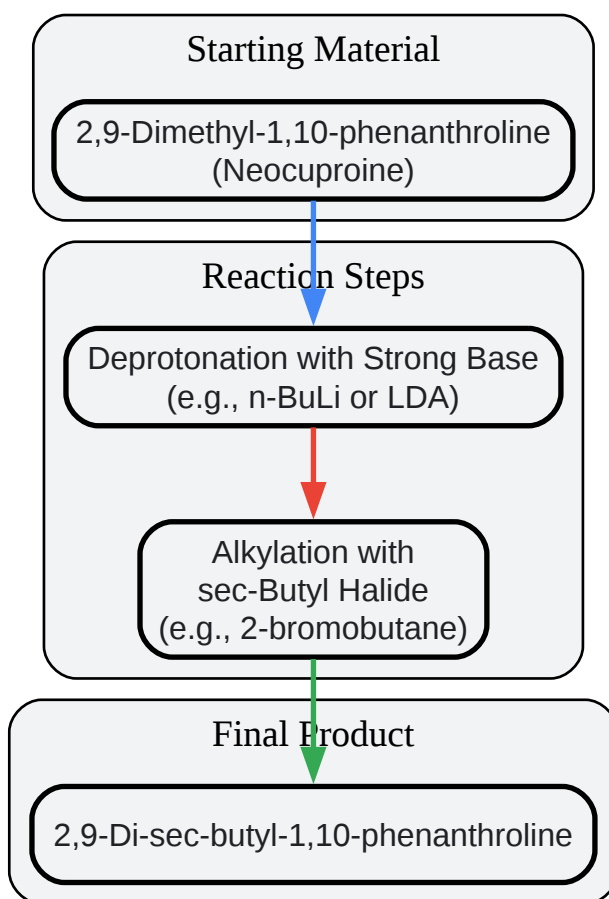 Starting Material
2,9-Dimethyl-1,10-phenanthroline
(Neocuproine)
Reaction Steps
Deprotonation with Strong Base
(e.g., n-BuLi or LDA)
Alkylation with
sec-Butyl Halide
(e.g., 2-bromobutane)
Final Product
2,9-Di-sec-butyl-1,10-phenanthroline